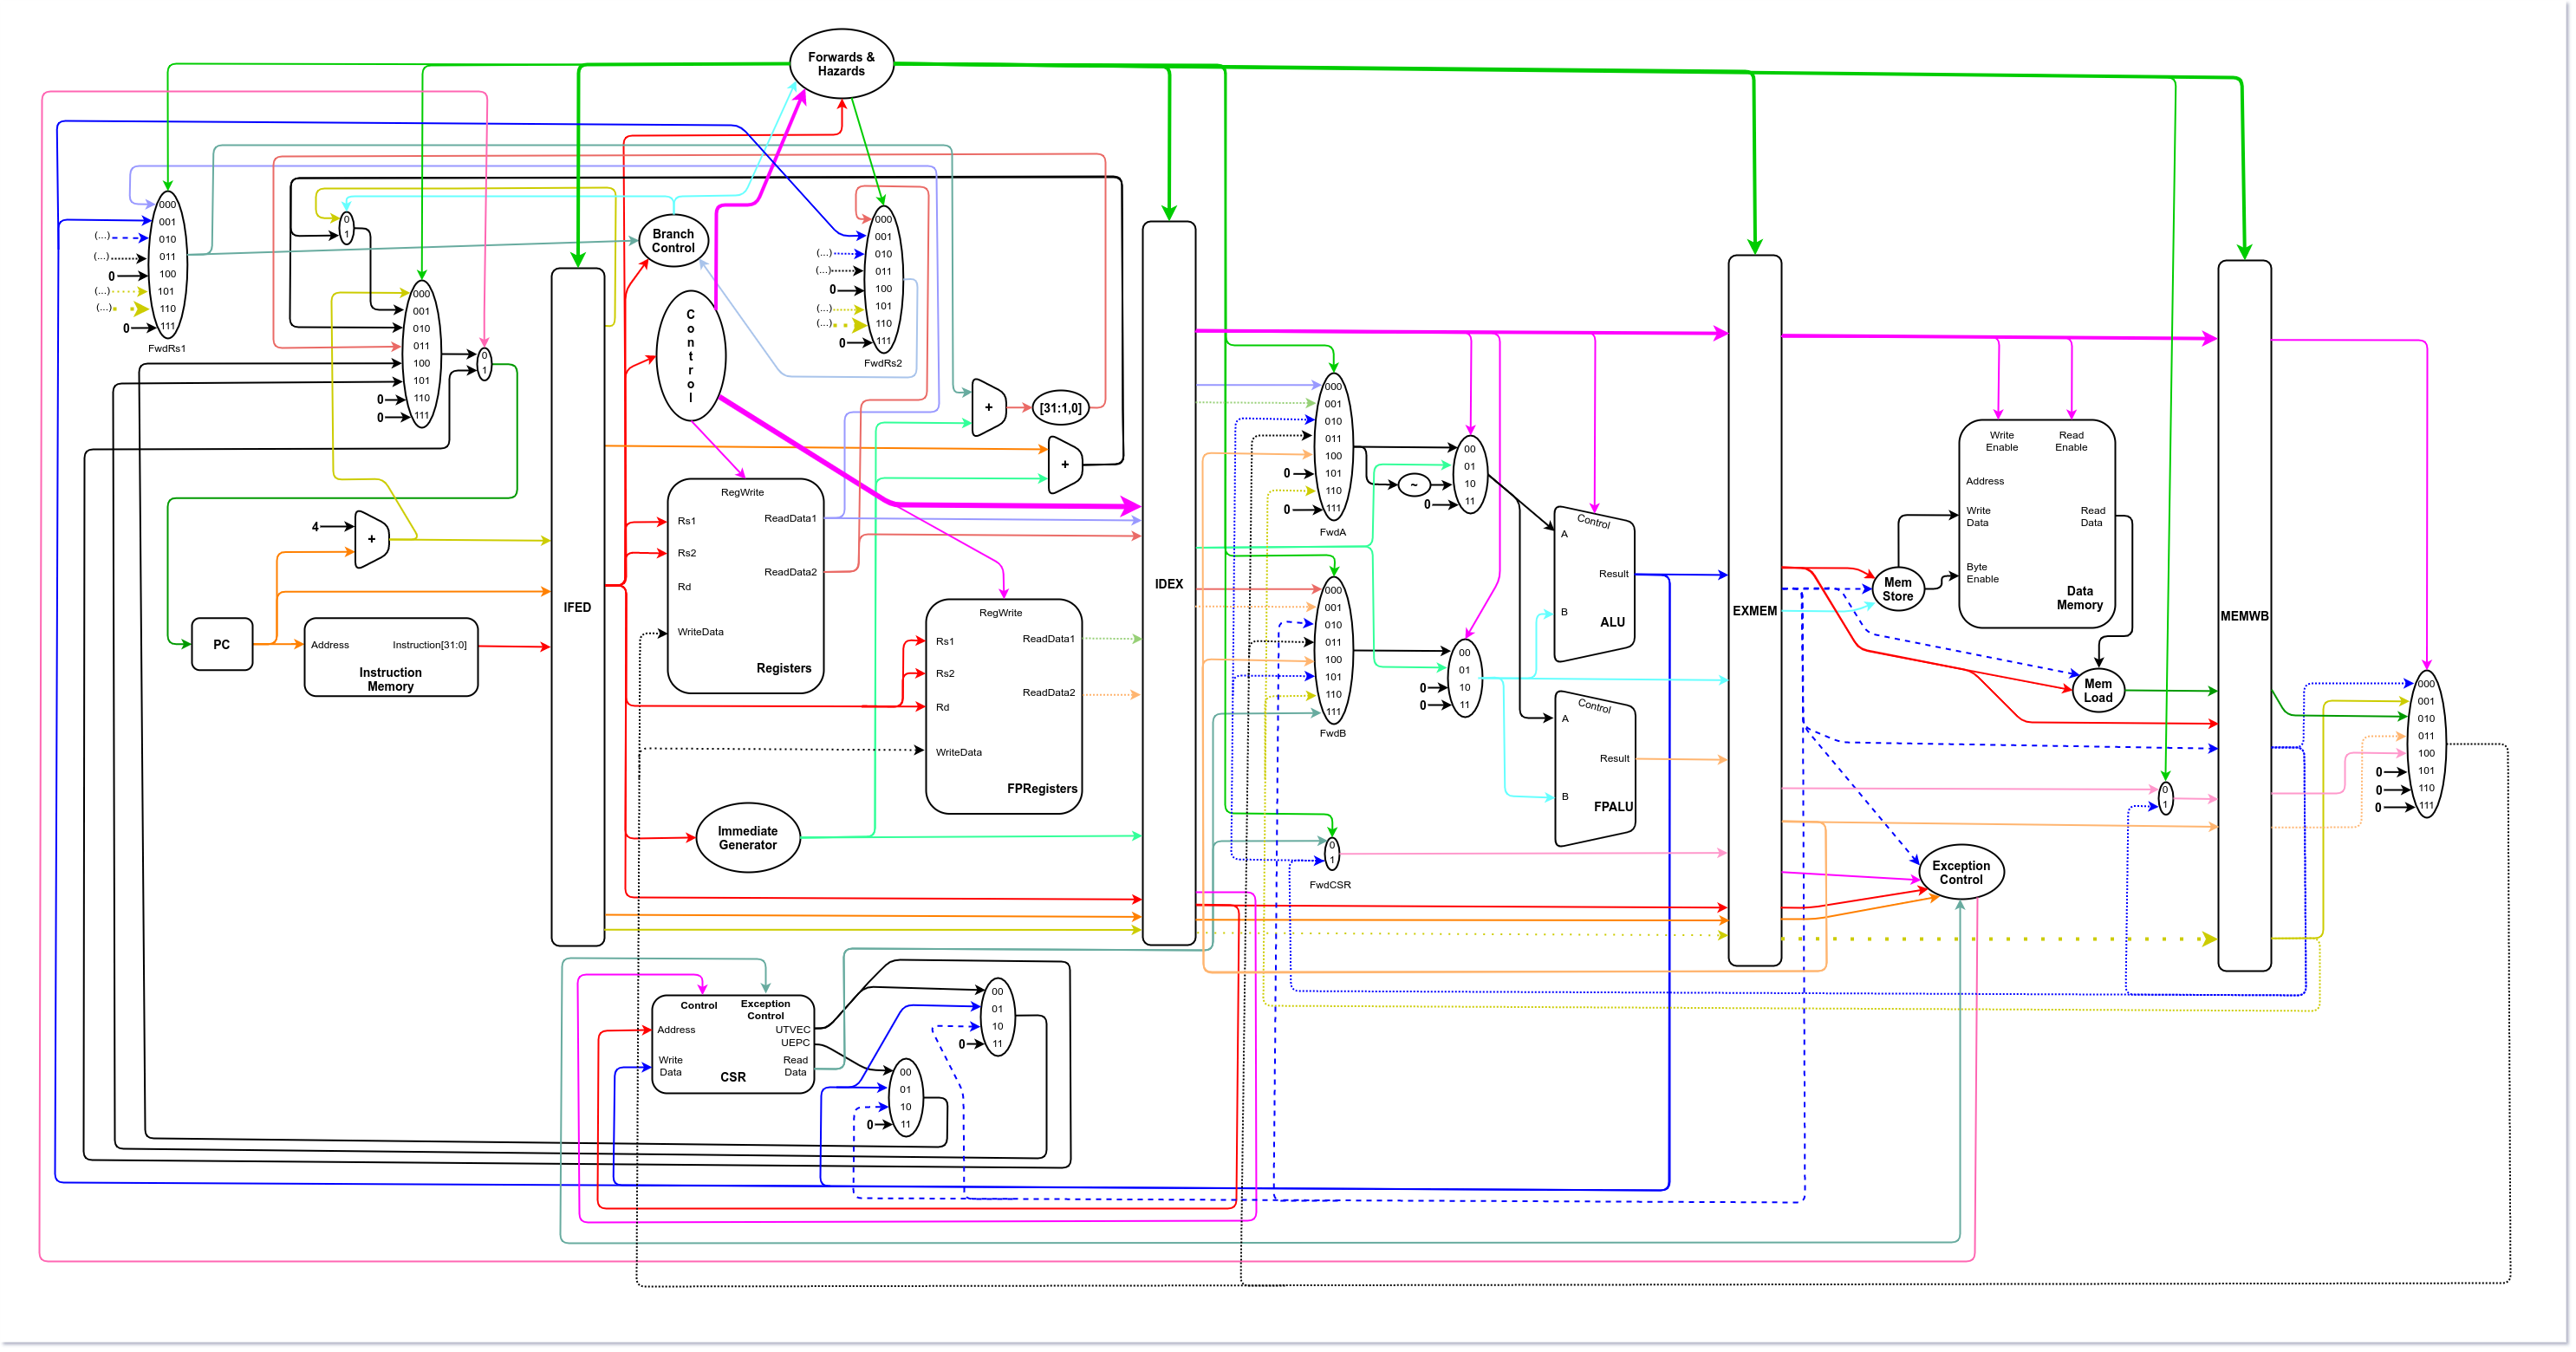 Forwards &
Hazards
000
001
(...) 010
(...) 011
0 100
(...) 101
(...) 110
0 111
FwdRs1
0
1
000
001
010
011
100
101
0 110
0 111
0
1
4
+
PC
Address
Instruction[31:0]
Instruction
Memory
IFED
Branch
Control
C
o
n
t
r
o
l
000
001
(...) 010
(...) 011
0 100
(...) 101
(...) 110
0 111
FwdRs2
+
[31:1,0]
+
RegWrite
Rs1
Rs2
Rd
WriteData
ReadData1
ReadData2
Registers
RegWrite
Rs1
Rs2
Rd
WriteData
ReadData1
ReadData2
FPRegisters
Immediate
Generator
Control
Exception
Control
Address
Write
Data
UTVEC
UEPC
Read
Data
CSR
00
01
10
0 11
00
01
10
0 11
IDEX
000
001
010
011
100
0 101
110
0 111
FwdA
~
00
01
10
0 11
000
001
010
011
100
101
110
111
FwdB
00
01
0 10
0 11
0
1
FwdCSR
Control
A
Result
B
ALU
Control
A
Result
B
FPALU
EXMEM
Mem
Store
Write
Enable
Read
Enable
Address
Write
Data
Read
Data
Byte
Enable
Data
Memory
Mem
Load
0
1
Exception
Control
MEMWB
000
001
010
011
100
0 101
0 110
0 111